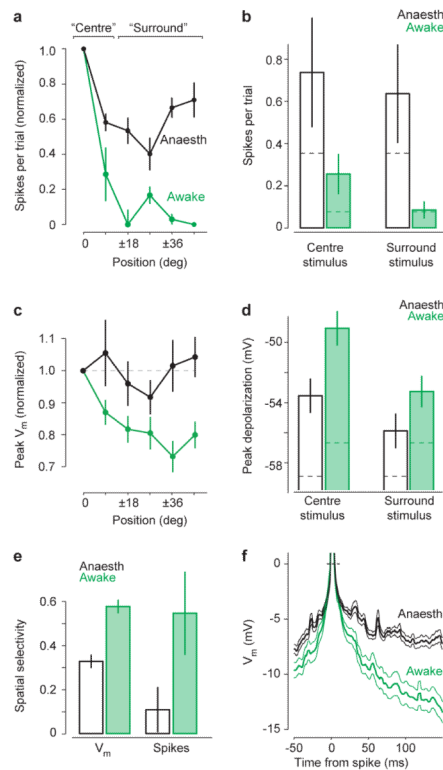 a
“Centre” “Surround”
Spikes per trial (normalized)
1.0
0.8
0.6
0.4
0.2
0
Anaesth
Awake
0 ±18 ±36
Position (deg)
b
Spikes per trial
0.8
0.6
0.4
0.2
0
Anaesth
Awake
Centre Surround
stimulus stimulus
c
Peak Vm (normalized)
1.1
1.0
0.9
0.8
0.7
0 ±18 ±36
Position (deg)
d
Peak depolarization (mV)
-50
-54
-58
Anaesth
Awake
Centre Surround
stimulus stimulus
e
Anaesth
Awake
Spatial selectivity
0.6
0.4
0.2
0
Vm Spikes
f
Vm (mV)
0
-5
-10
-15
Anaesth
Awake
-50 0 50 100
Time from spike (ms)